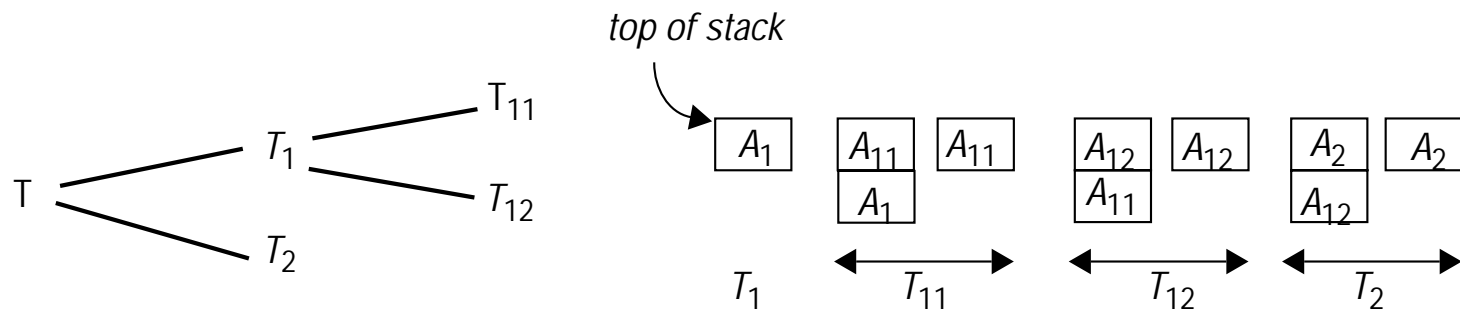 top of stack
T₁₁
T₁
T
T₁₂
T₂
A₁ A₁₁ A₁₁ A₁₂ A₁₂ A₂ A₂
A₁ A₁₁ A₁₂
T₁ T₁₁ T₁₂ T₂